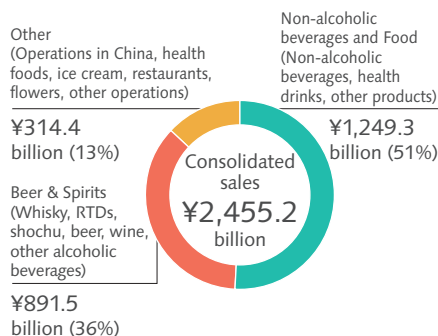 Other
(Operations in China, health
foods, ice cream, restaurants,
flowers, other operations)
¥314.4
billion (13%)
Beer & Spirits
(Whisky, RTDs,
shochu, beer, wine,
other alcoholic
beverages)
¥891.5
billion (36%)
Consolidated
sales
¥2,455.2
billion
Non-alcoholic
beverages and Food
(Non-alcoholic
beverages, health
drinks, other products)
¥1,249.3
billion (51%)